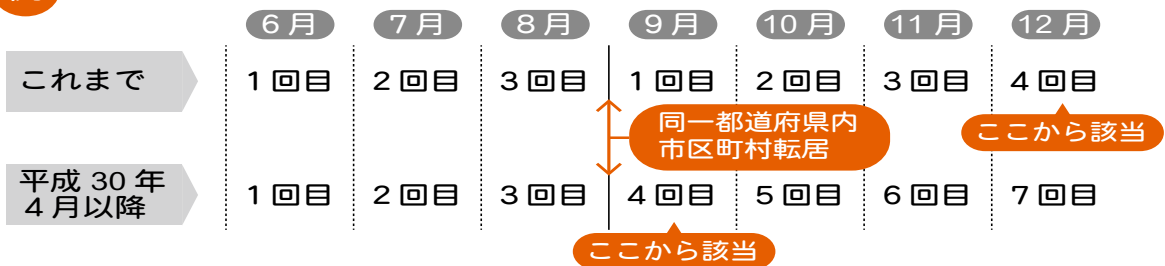 6月 7月 8月 9月 10月 11月 12月
これまで 1回目 2回目 3回目 1回目 2回目 3回目 4回目
同一都道府県内
市区町村転居
ここから該当
平成30年
4月以降 1回目 2回目 3回目 4回目 5回目 6回目 7回目
ここから該当